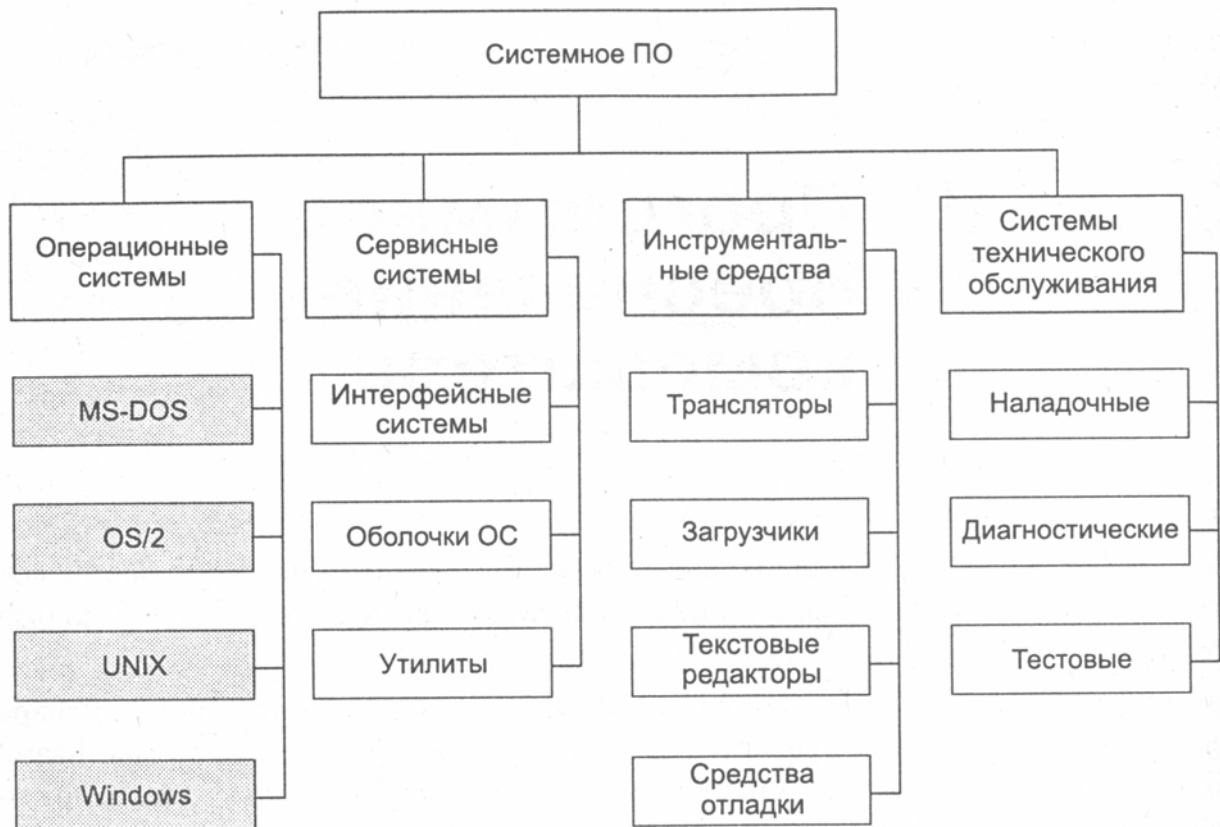 Системное ПО
Операционные
системы
Сервисные
системы
Инструменталь-
ные средства
Системы
технического
обслуживания
MS-DOS
Интерфейсные
системы
Трансляторы
Наладочные
OS/2
Оболочки ОС
Загрузчики
Диагностические
UNIX
Утилиты
Текстовые
редакторы
Тестовые
Windows
Средства
отладки